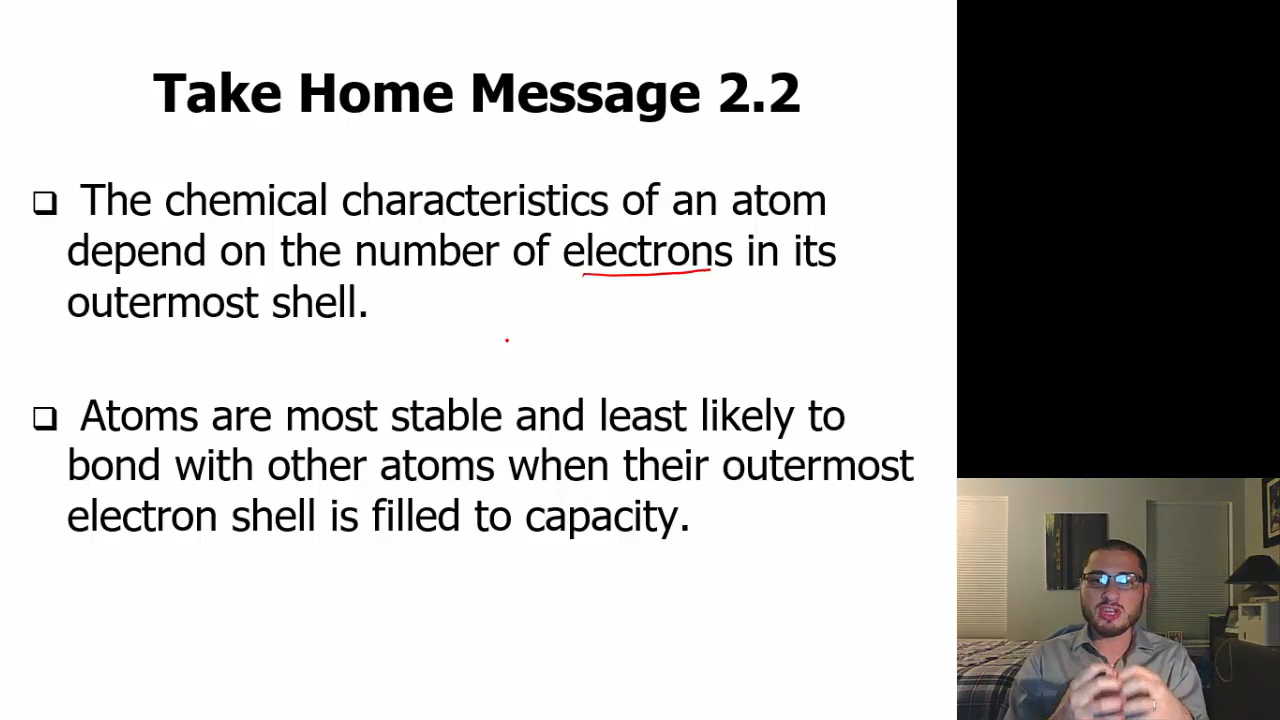 Take Home Message 2.2
❑ The chemical characteristics of an atom
depend on the number of electrons in its
outermost shell.
❑ Atoms are most stable and least likely to
bond with other atoms when their outermost
electron shell is filled to capacity.